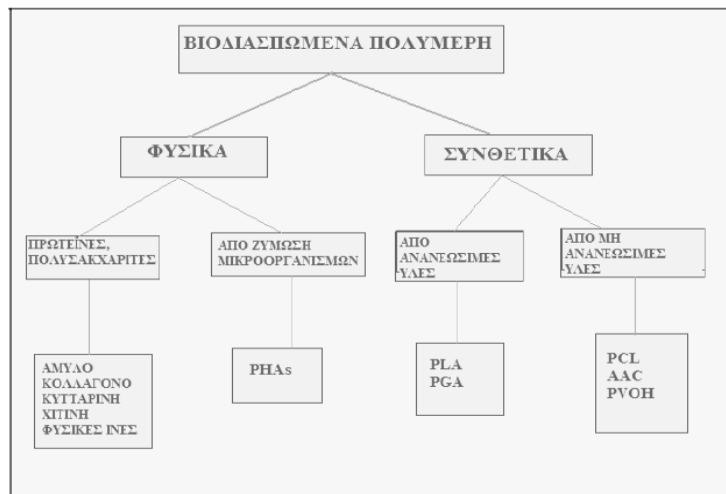 ΒΙΟΔΙΑΣΠΩΜΕΝΑ ΠΟΛΥΜΕΡΗ
ΦΥΣΙΚΑ
ΣΥΝΘΕΤΙΚΑ
ΠΡΩΤΕΪΝΕΣ,
ΠΟΛΥΣΑΚΧΑΡΙΤΕΣ
ΑΠΟ ΖΥΜΩΣΗ
ΜΙΚΡΟΟΡΓΑΝΙΣΜΩΝ
ΑΠΟ
ΑΝΑΝΕΩΣΙΜΕΣ
ΥΛΕΣ
ΑΠΟ ΜΗ
ΑΝΑΝΕΩΣΙΜΕΣ
ΥΛΕΣ
ΑΜΥΛΟ
ΚΟΛΛΑΓΟΝΟ
ΚΥΤΤΑΡΙΝΗ
ΧΙΤΙΝΗ
ΦΥΣΙΚΕΣ ΙΝΕΣ
PHAs
PLA
PGA
PCL
AAC
PVOH